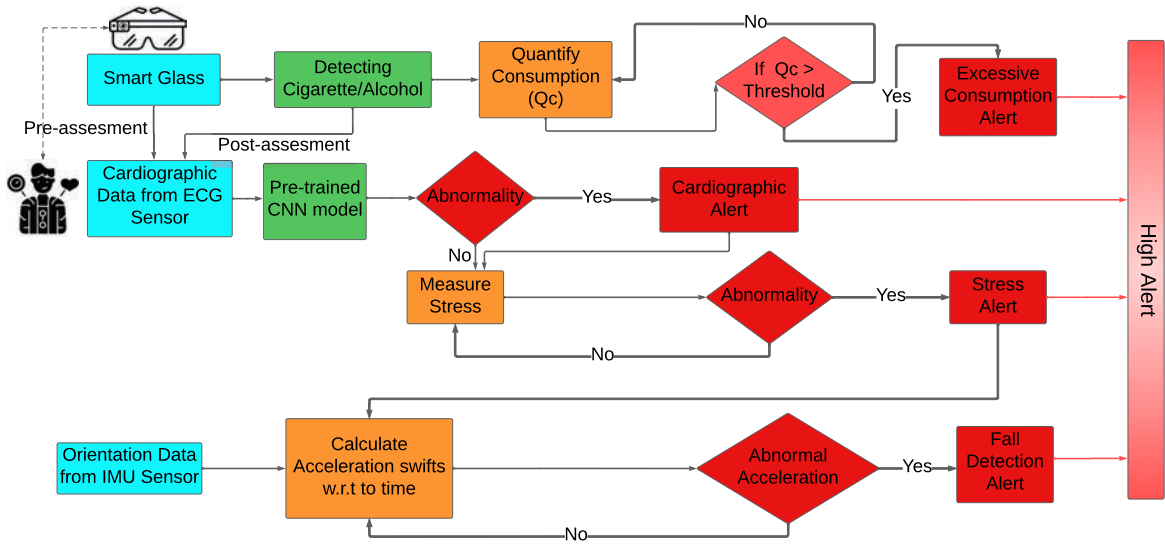 No
Smart Glass
Detecting
Cigarette/Alcohol
Quantify
Consumption
(Qc)
If Qc >
Threshold
Yes
Excessive
Consumption
Alert
Pre-assesment
Post-assesment
Cardiographic
Data from ECG
Sensor
Pre-trained
CNN model
Abnormality
Yes
Cardiographic
Alert
No
Measure
Stress
Abnormality
Yes
Stress
Alert
High Alert
No
Orientation Data
from IMU Sensor
Calculate
Acceleration swifts
w.r.t to time
Abnormal
Acceleration
Yes
Fall
Detection
Alert
No